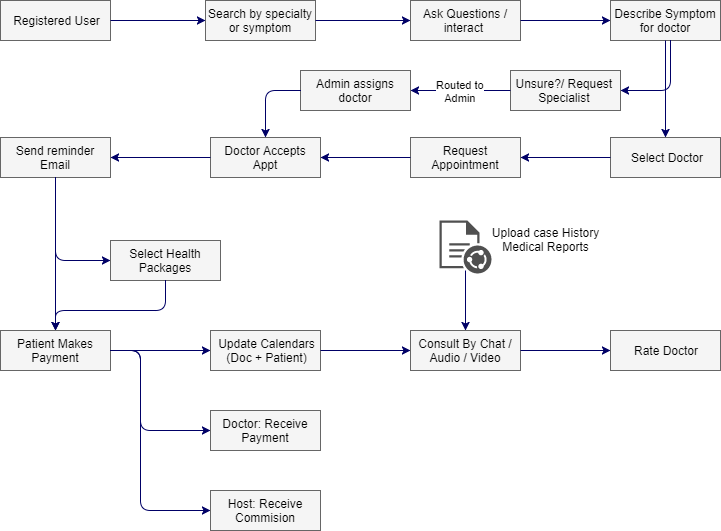 Registered User
Search by specialty
or symptom
Ask Questions /
interact
Describe Symptom
for doctor
Admin assigns
doctor
Routed to
Admin
Unsure?/ Request
Specialist
Send reminder
Email
Doctor Accepts
Appt
Request
Appointment
Select Doctor
Select Health
Packages
Upload case History
Medical Reports
Patient Makes
Payment
Update Calendars
(Doc + Patient)
Consult By Chat /
Audio / Video
Rate Doctor
Doctor: Receive
Payment
Host: Receive
Commision